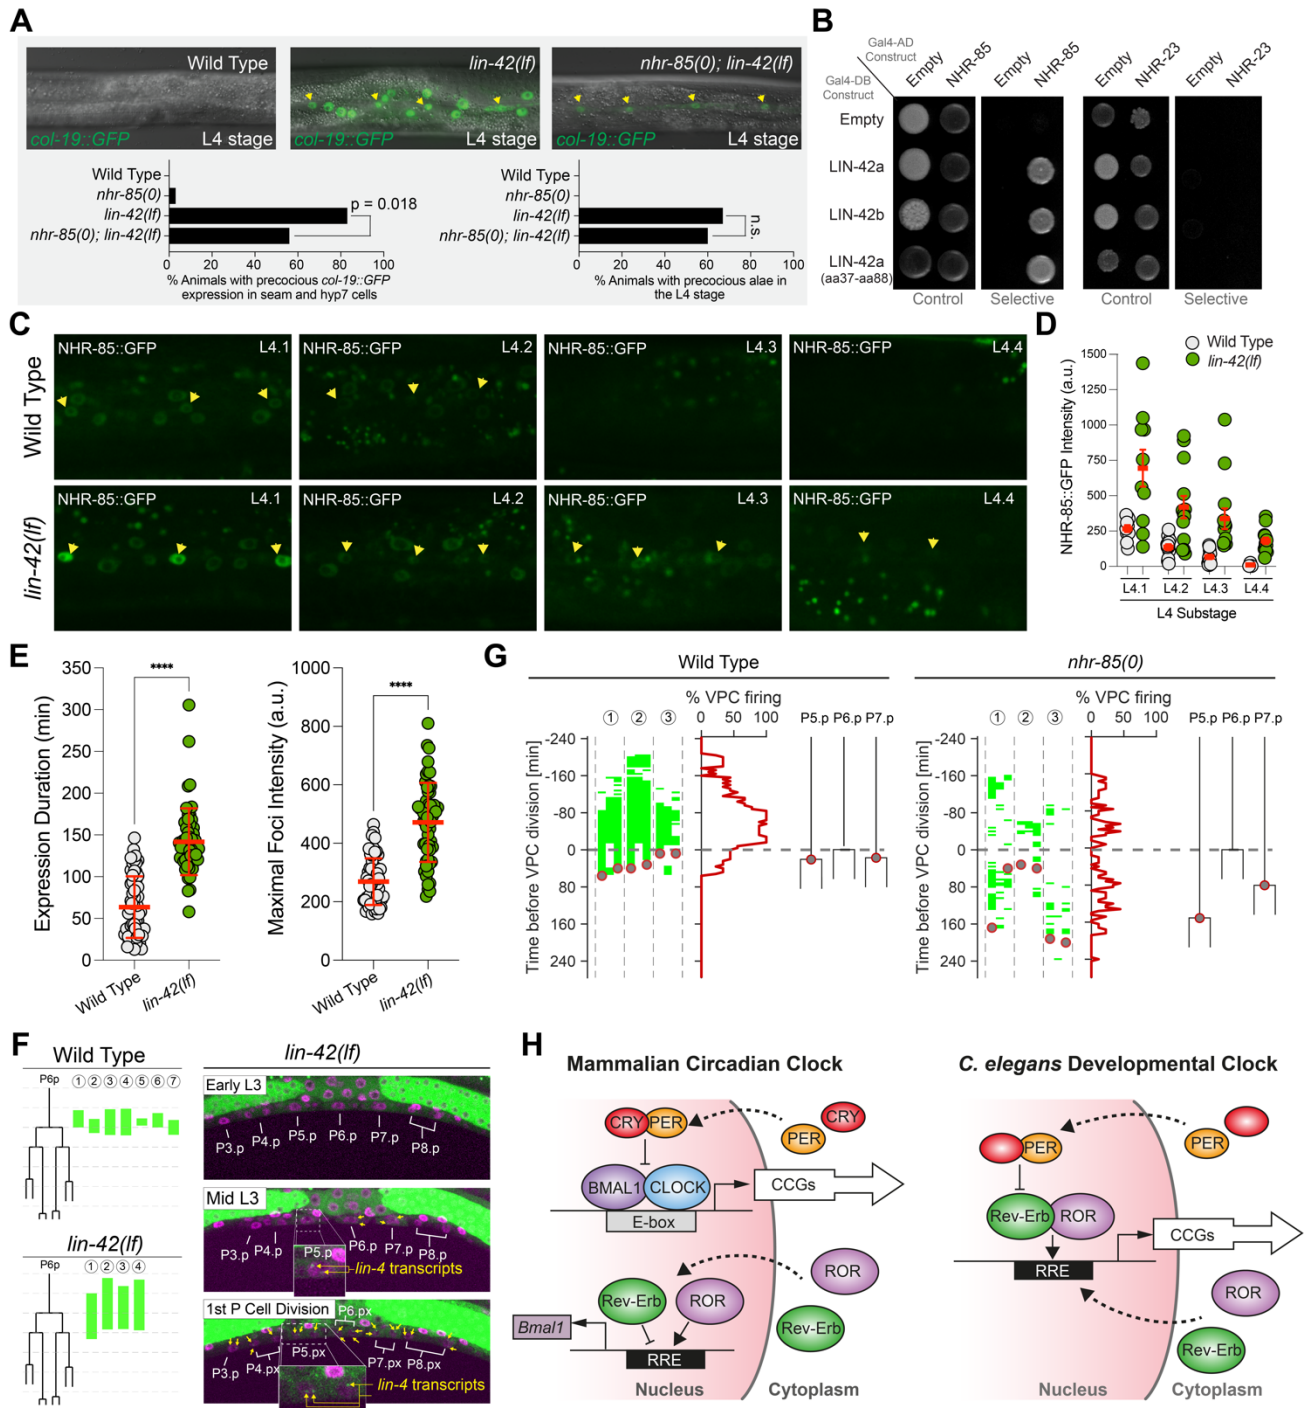 A
Wild Type
col-19::GFP
L4 stage
lin-42(lf)
col-19::GFP
L4 stage
nhr-85(0); lin-42(lf)
col-19::GFP
L4 stage
Wild Type
nhr-85(0)
lin-42(lf)
nhr-85(0); lin-42(lf)
p = 0.018
0 20 40 60 80 100
% Animals with precocious col-19::GFP
expression in seam and hyp7 cells
Wild Type
nhr-85(0)
lin-42(lf)
nhr-85(0); lin-42(lf)
n.s.
0 20 40 60 80 100
% Animals with precocious alae in
the L4 stage
B
Gal4-AD
Construct
Gal4-DB
Construct
Empty
NHR-85
Empty
NHR-85
Empty
NHR-23
Empty
NHR-23
Empty
LIN-42a
LIN-42b
LIN-42a
(aa37-aa88)
Control
Selective
Control
Selective
C
Wild Type
NHR-85::GFP L4.1
NHR-85::GFP L4.2
NHR-85::GFP L4.3
NHR-85::GFP L4.4
lin-42(lf)
NHR-85::GFP L4.1
NHR-85::GFP L4.2
NHR-85::GFP L4.3
NHR-85::GFP L4.4
D
Wild Type
lin-42(lf)
NHR-85::GFP Intensity (a.u.)
1500
1250
1000
750
500
250
0
L4.1 L4.2 L4.3 L4.4
L4 Substage
E
Expression Duration (min)
350
300
250
200
150
100
50
0
****
Wild Type
lin-42(lf)
Maximal Foci Intensity (a.u.)
1000
800
600
400
200
0
****
Wild Type
lin-42(lf)
G
Wild Type
% VPC firing
1 2 3
0 50 100
P5.p P6.p P7.p
Time before VPC division [min]
-240
-160
-80
0
80
160
240
nhr-85(0)
% VPC firing
1 2 3
0 50 100
P5.p P6.p P7.p
Time before VPC division [min]
-240
-160
-80
0
80
160
240
F
Wild Type
P6p 1 2 3 4 5 6 7
lin-42(lf)
P6p 1 2 3 4
lin-42(lf)
Early L3
P3.p P4.p P5.p P6.p P7.p P8.p
Mid L3
P3.p P4.p P5.p P6.p P7.p P8.p
lin-4 transcripts
1st P Cell Division
P6.px
P3.p P4.px P5.px P7.px P8.px
lin-4 transcripts
H
Mammalian Circadian Clock
CRY PER
PER CRY
BMAL1 CLOCK
E-box
CCGs
Rev-Erb ROR
ROR
Rev-Erb
Bmal1
RRE
Nucleus
Cytoplasm
C. elegans Developmental Clock
PER
PER
Rev-Erb ROR
RRE
CCGs
ROR
Rev-Erb
Nucleus
Cytoplasm